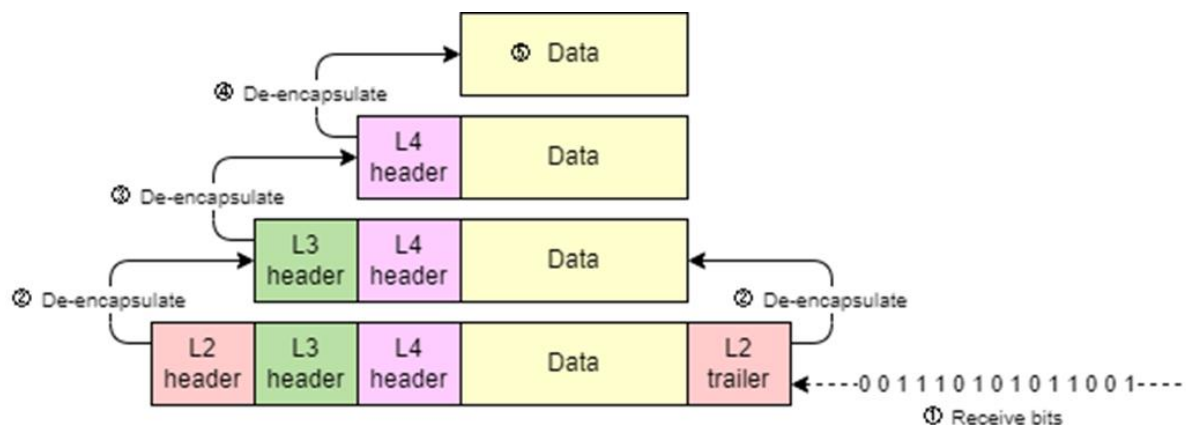 ⑤ Data
④ De-encapsulate
L4 header
Data
③ De-encapsulate
L3 header
L4 header
Data
② De-encapsulate
② De-encapsulate
L2 header
L3 header
L4 header
Data
L2 trailer
0 0 1 1 1 0 1 0 1 0 1 1 0 0 1
① Receive bits